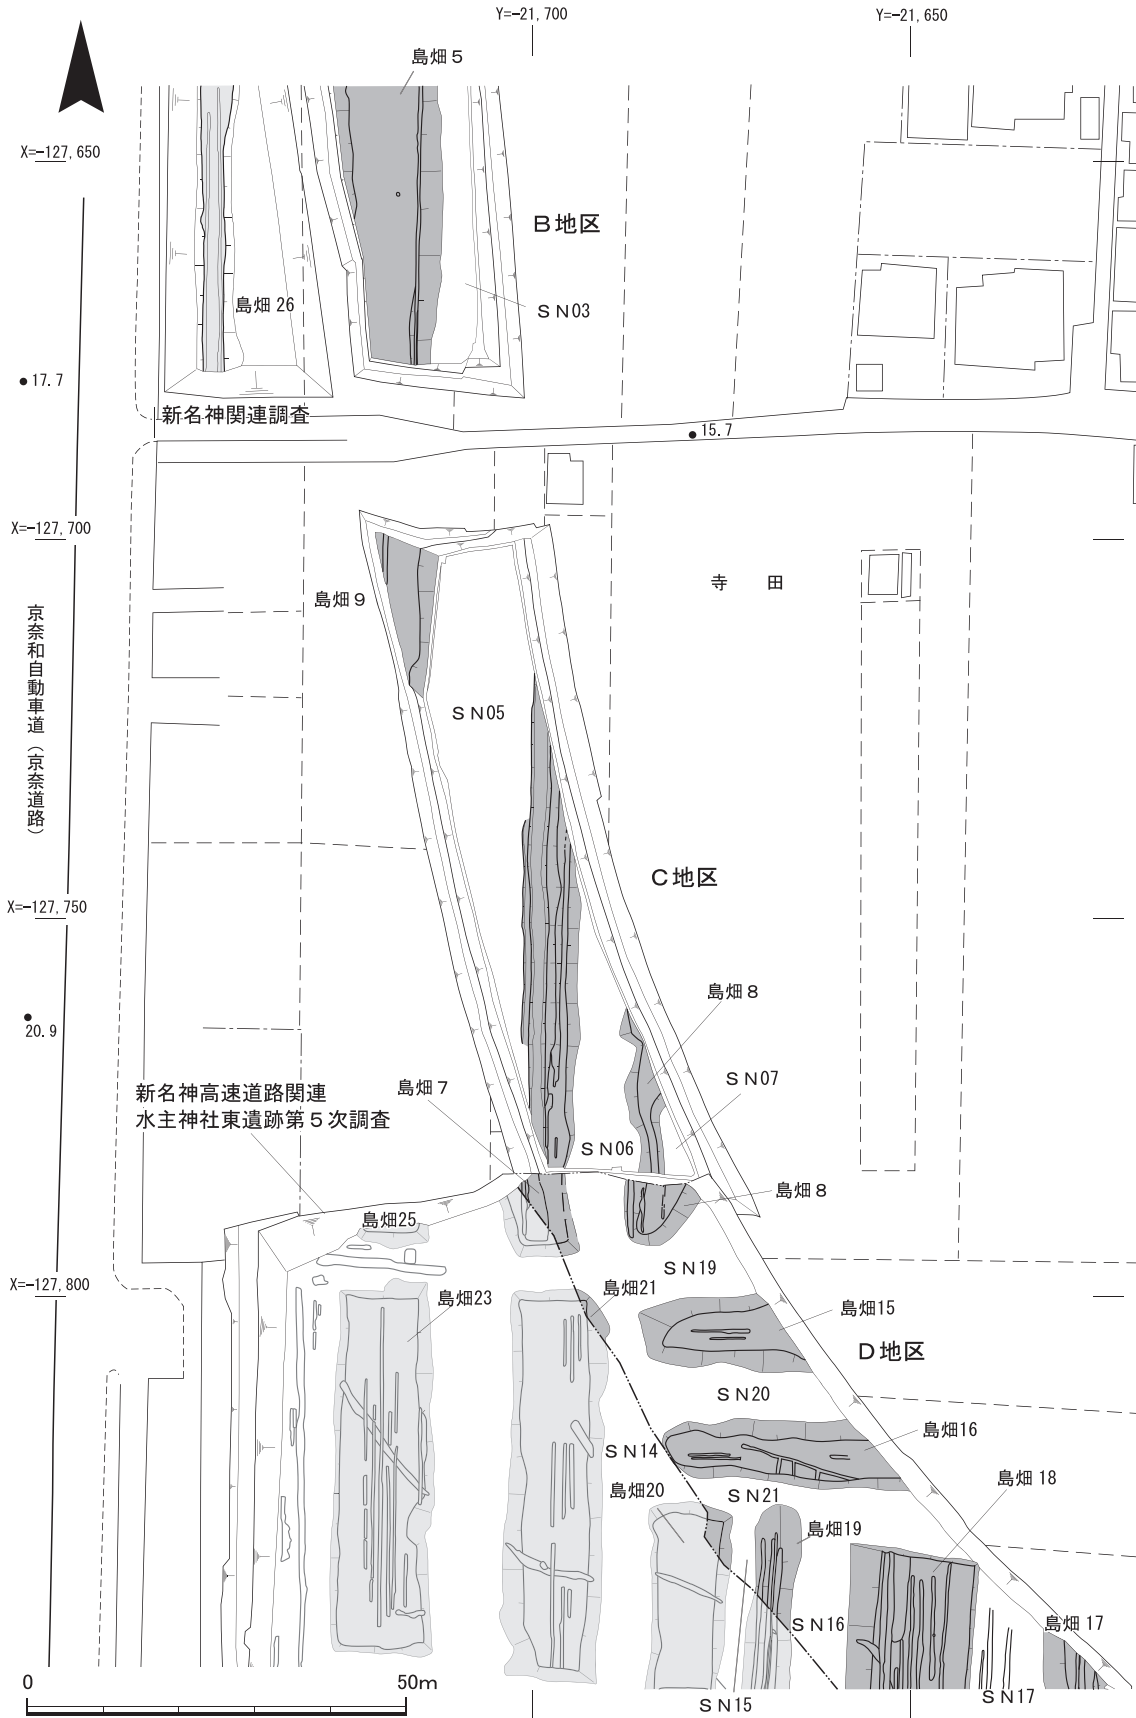 Y=-21,700
Y=-21,650
島畑５
X=-127,650
Ｂ地区
島畑 26
ＳＮ03
17.7
新名神関連調査
15.7
X=-127,700
寺　田
島畑９
京奈和自動車道（京奈道路）
ＳＮ05
Ｃ地区
X=-127,750
島畑８
20.9
ＳＮ07
新名神高速道路関連
水主神社東遺跡第５次調査
島畑７
ＳＮ06
島畑８
島畑25
ＳＮ19
X=-127,800
島畑23
島畑21
島畑15
Ｄ地区
ＳＮ20
島畑16
ＳＮ14
島畑 18
島畑20
ＳＮ21
島畑19
ＳＮ16
島畑 17
0
50m
ＳＮ15
ＳＮ17